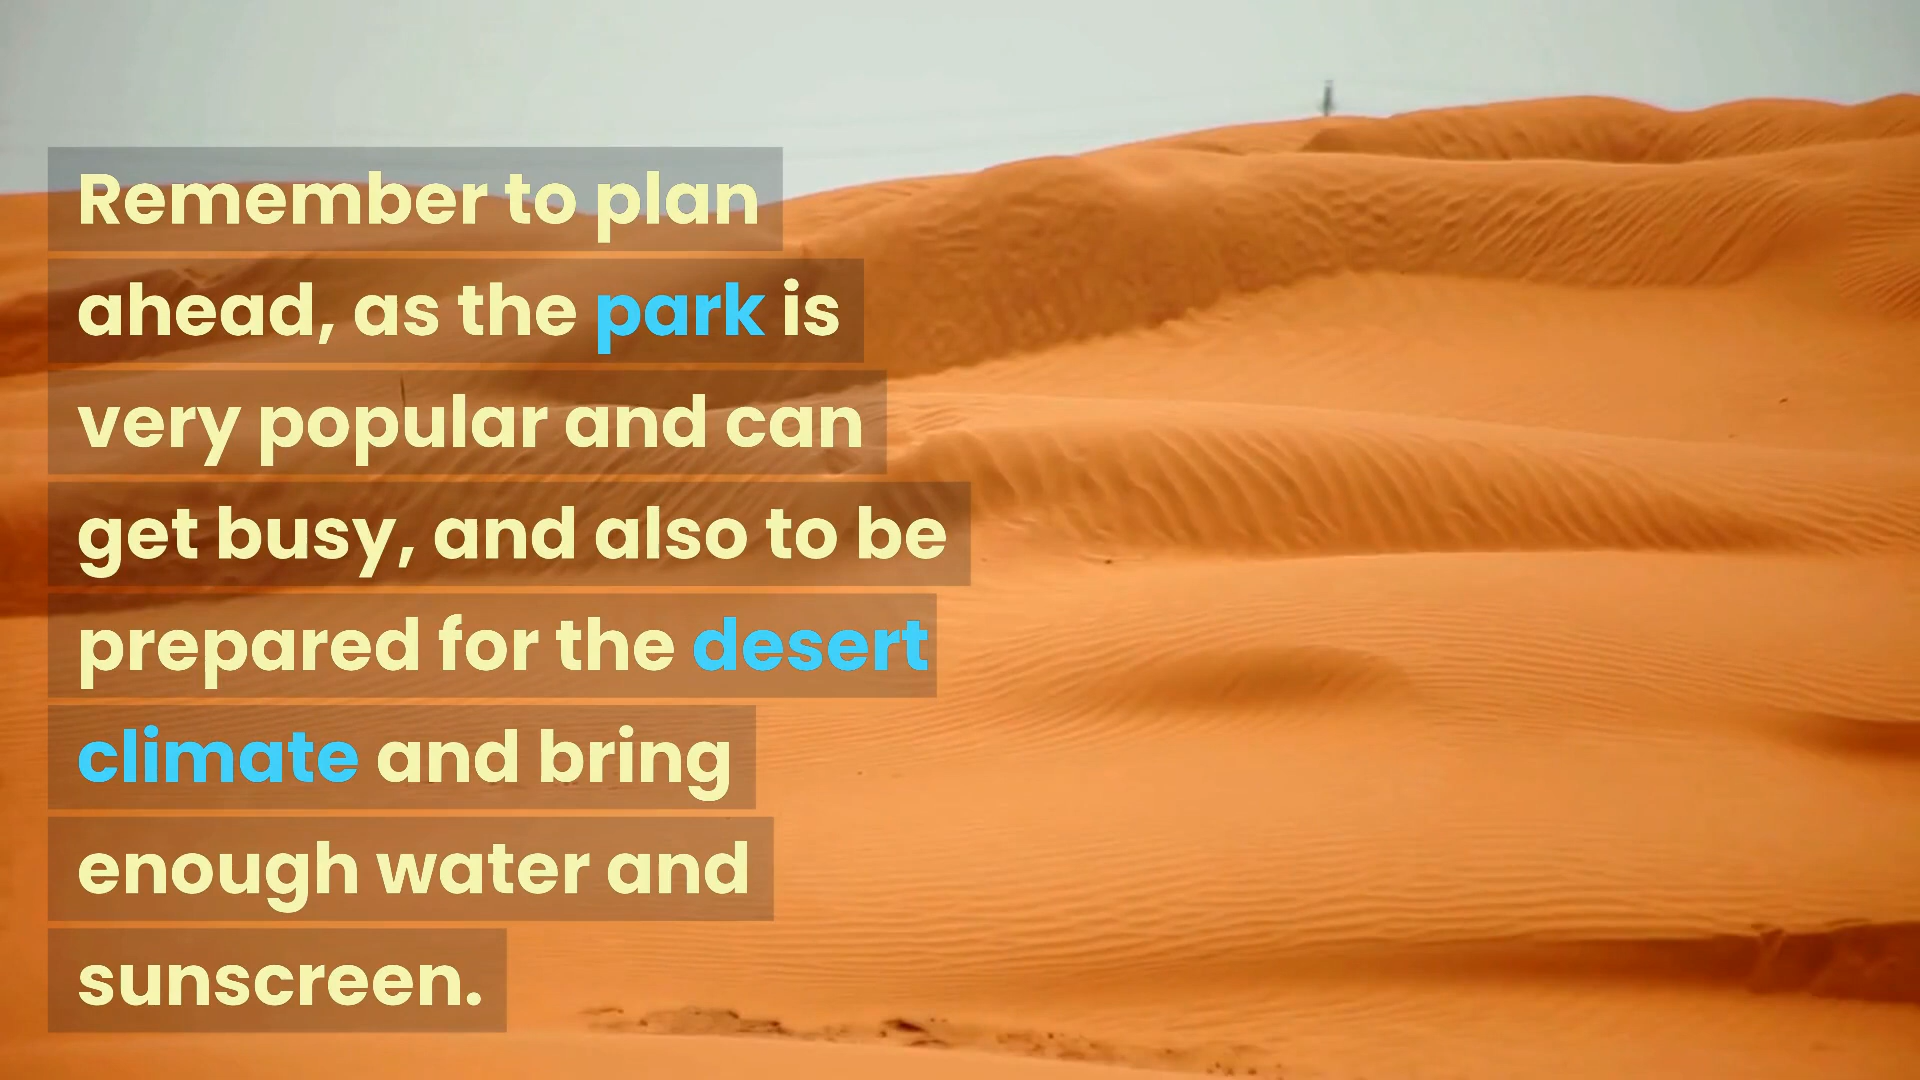 Remember to plan
ahead, as the park is
very popular and can
get busy, and also to be
prepared for the desert
climate and bring
enough water and
sunscreen.